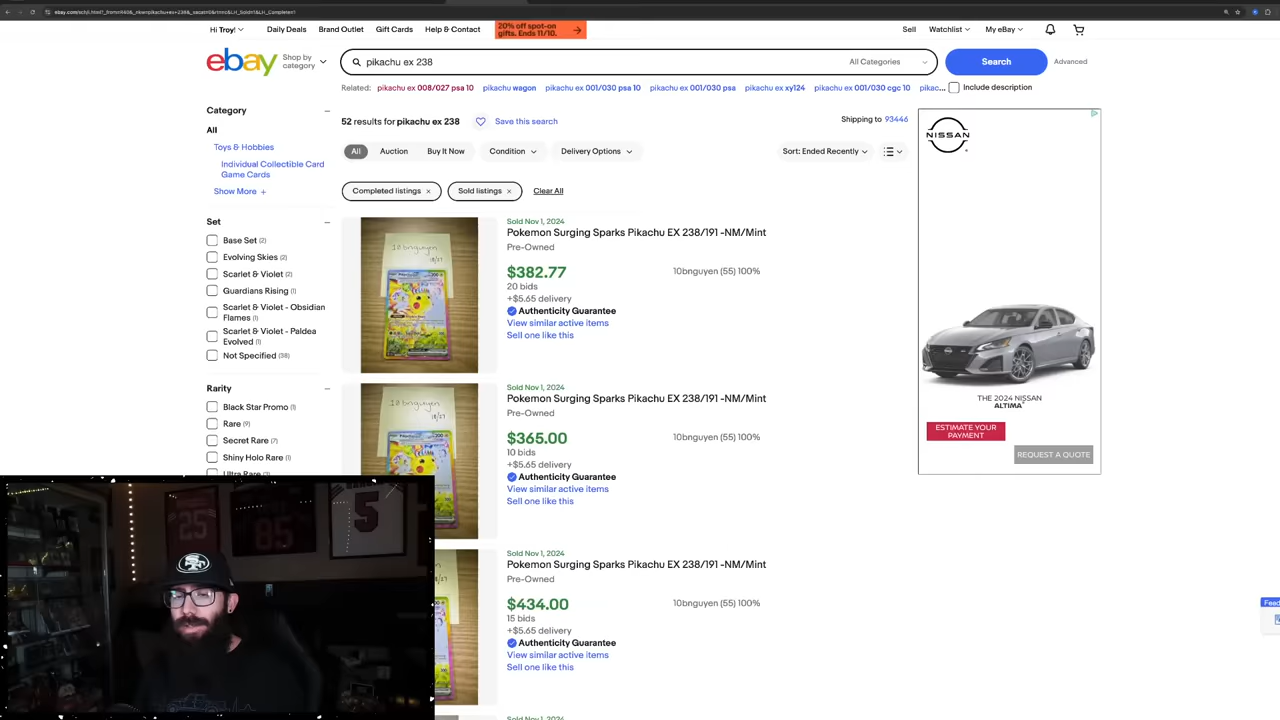 Hi Troy!
Daily Deals
Brand Outlet
Gift Cards
Help & Contact
20% off spot-on
gifts. Ends 11/10.
Sell
Watchlist
My eBay
ebay
Shop by
category
pikachu ex 238
All Categories
Search
Advanced
Related:
pikachu ex 008/027 psa 10
pikachu wagon
pikachu ex 001/030 psa 10
pikachu ex 001/030 psa
pikachu ex xy124
pikachu ex 001/030 cgc 10
pikac...
Include description
Category
All
Toys & Hobbies
Individual Collectible Card
Game Cards
Show More
52 results for pikachu ex 238
Save this search
Shipping to 93446
All
Auction
Buy It Now
Condition
Delivery Options
Sort: Ended Recently
Completed listings
Sold listings
Clear All
Set
Base Set (2)
Evolving Skies (2)
Scarlet & Violet (2)
Guardians Rising (1)
Scarlet & Violet - Obsidian
Flames (1)
Scarlet & Violet - Paldea
Evolved (1)
Not Specified (38)
Rarity
Black Star Promo (1)
Rare (9)
Secret Rare (7)
Shiny Holo Rare (1)
Sold Nov 1, 2024
Pokemon Surging Sparks Pikachu EX 238/191 -NM/Mint
Pre-Owned
$382.77
10bnguyen (55) 100%
20 bids
+$5.65 delivery
Authenticity Guarantee
View similar active items
Sell one like this
10bnguyen
Sold Nov 1, 2024
Pokemon Surging Sparks Pikachu EX 238/191 -NM/Mint
Pre-Owned
$365.00
10bnguyen (55) 100%
10 bids
+$5.65 delivery
Authenticity Guarantee
View similar active items
Sell one like this
10bnguyen
Sold Nov 1, 2024
Pokemon Surging Sparks Pikachu EX 238/191 -NM/Mint
Pre-Owned
$434.00
10bnguyen (55) 100%
15 bids
+$5.65 delivery
Authenticity Guarantee
View similar active items
Sell one like this
NISSAN
THE 2024 NISSAN
ALTIMA
ESTIMATE YOUR
PAYMENT
REQUEST A QUOTE
25
85
5
SF